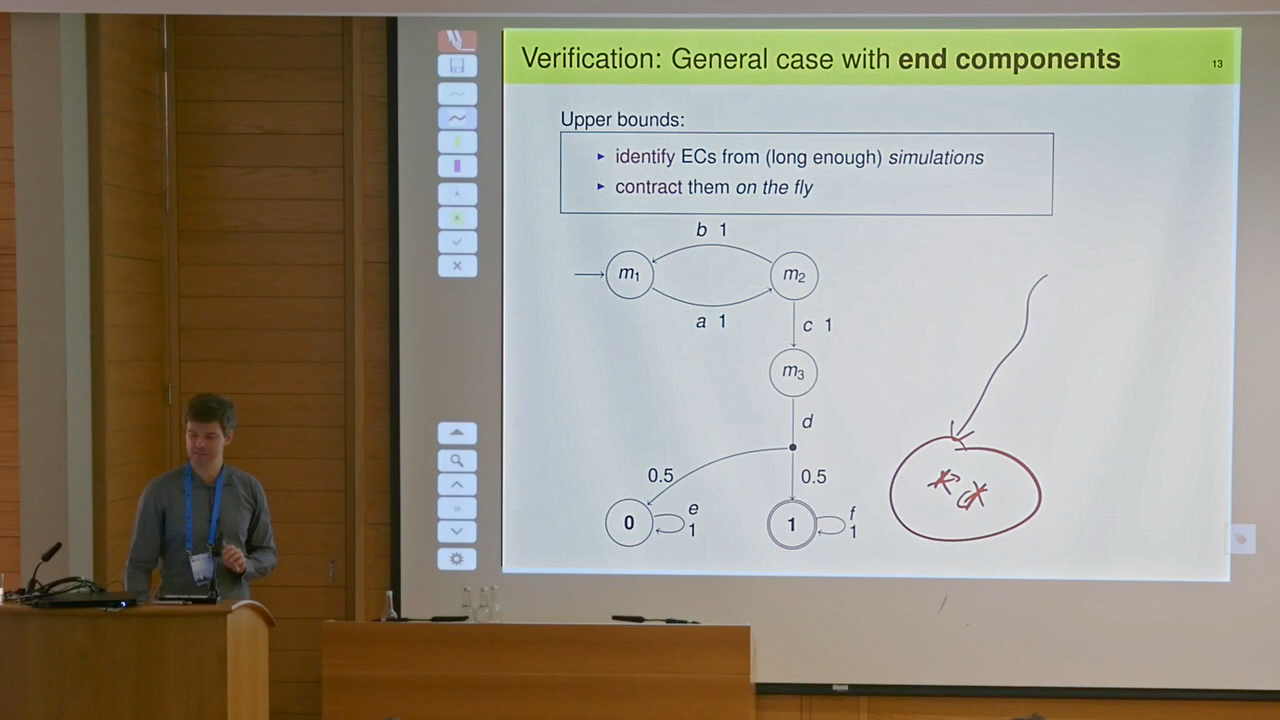 Verification: General case with end components
13
Upper bounds:
▸ identify ECs from (long enough) simulations
▸ contract them on the fly
b 1
m₁
m₂
a 1
c 1
m₃
d
0.5
0.5
0
e
1
1
f
1